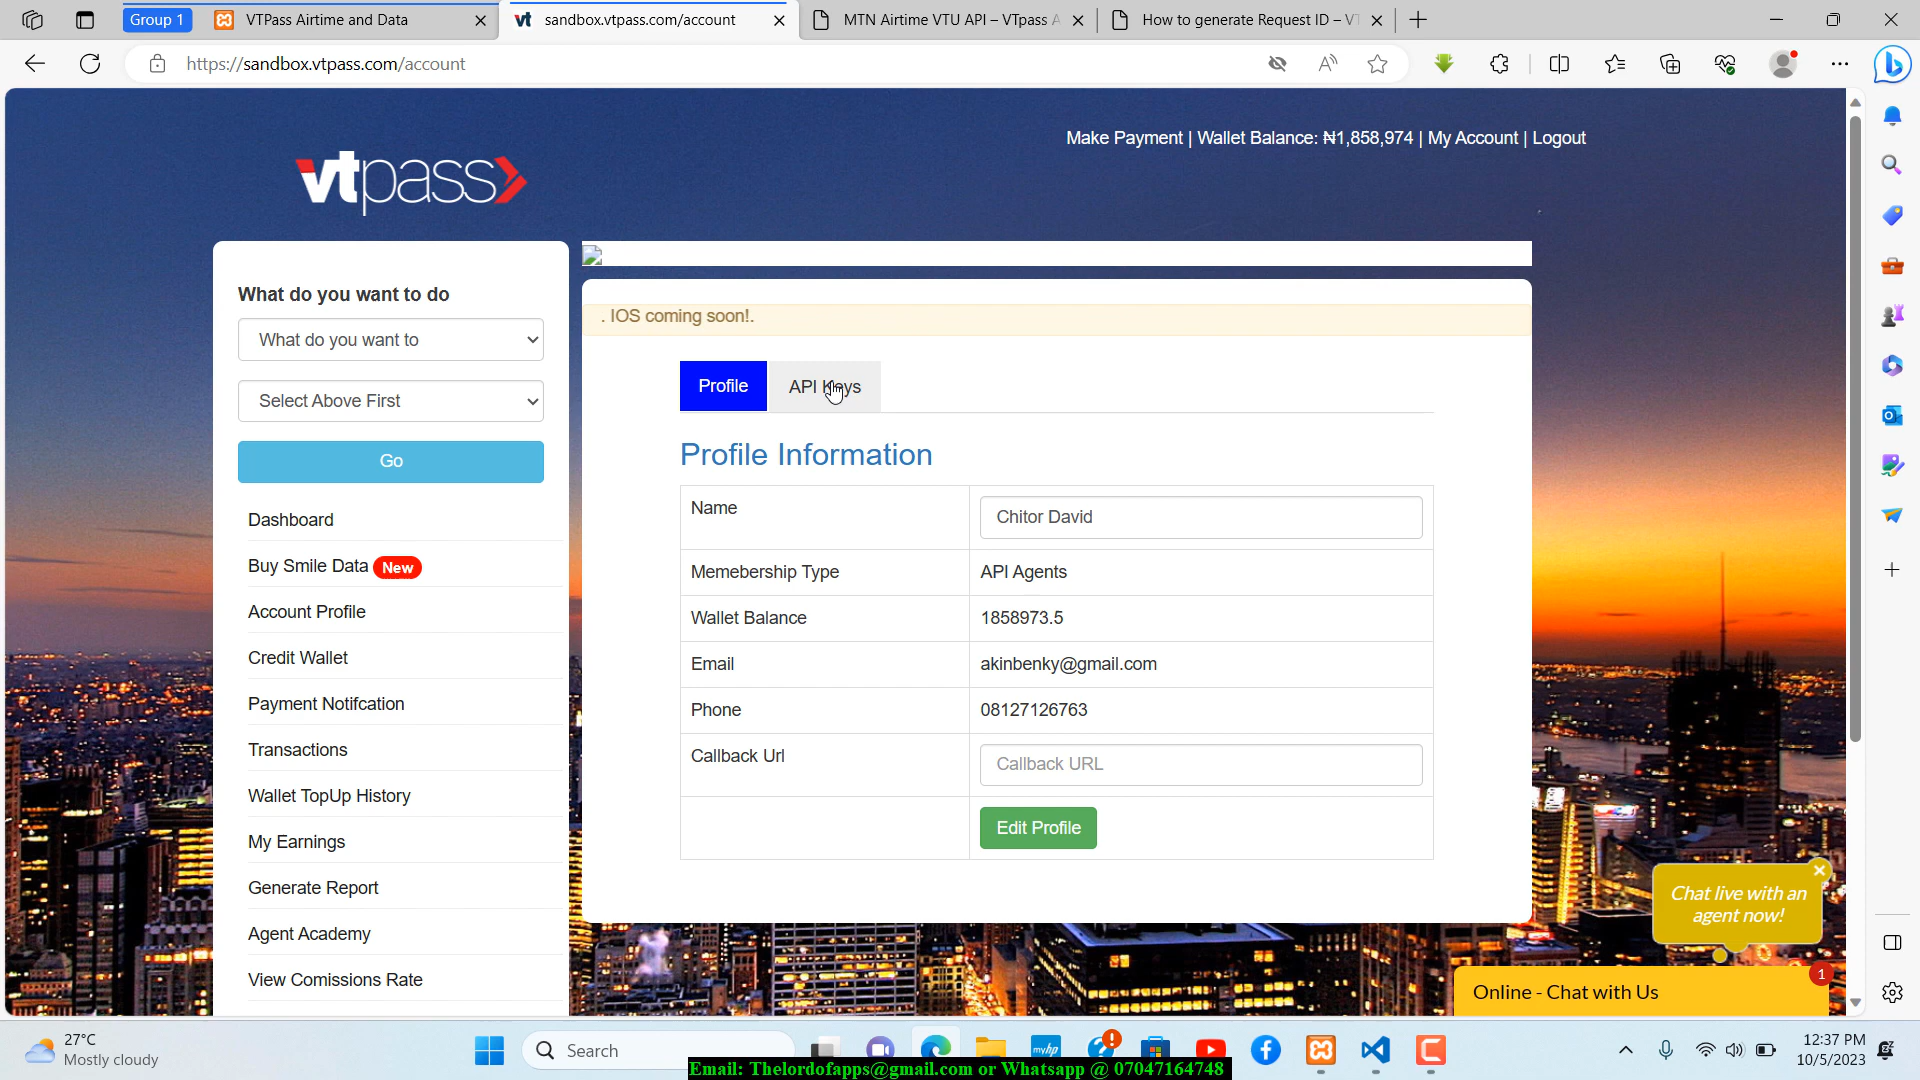 Group 1
VTPass Airtime and Data
sandbox.vtpass.com/account
MTN Airtime VTU API – VTpass A
How to generate Request ID – VT
https://sandbox.vtpass.com/account
Make Payment | Wallet Balance: ₦1,858,974 | My Account | Logout
vtpass
What do you want to do
What do you want to
Select Above First
Go
Dashboard
Buy Smile Data New
Account Profile
Credit Wallet
Payment Notifcation
Transactions
Wallet TopUp History
My Earnings
Generate Report
Agent Academy
View Comissions Rate
. IOS coming soon!.
Profile
API Keys
Profile Information
Name
Chitor David
Memebership Type
API Agents
Wallet Balance
1858973.5
Email
akinbenky@gmail.com
Phone
08127126763
Callback Url
Callback URL
Edit Profile
Chat live with an
agent now!
1
Online - Chat with Us
27°C
Mostly cloudy
Search
myhp
12:37 PM
10/5/2023
Email: Thelordofapps@gmail.com or Whatsapp @ 07047164748